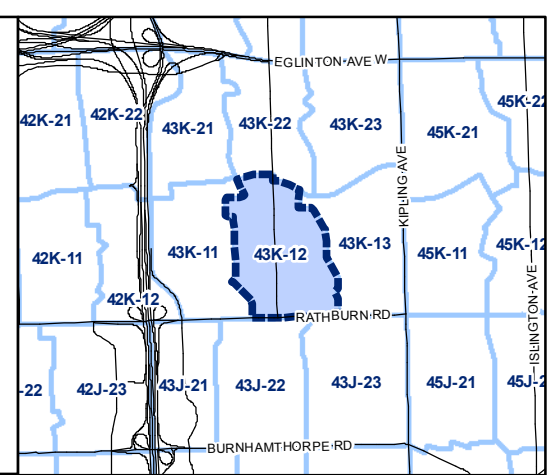 EGLINTON AVE W
42K-21
42K-22
43K-21
43K-22
43K-23
45K-21
45K-22
KIPLING AVE
42K-11
42K-12
43K-11
43K-12
43K-13
45K-11
45K-12
ISLINGTON AVE
RATHBURN RD
-22
42J-23
43J-21
43J-22
43J-23
45J-21
45J-2
BURNHAMTHORPE RD